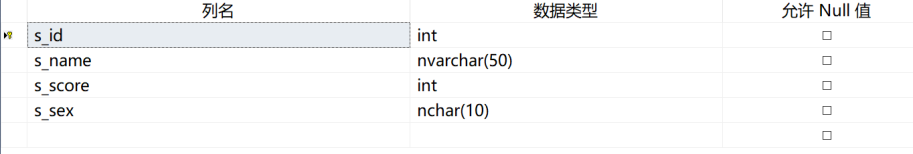 列名 数据类型 允许 Null 值
s_id int
s_name nvarchar(50)
s_score int
s_sex nchar(10)